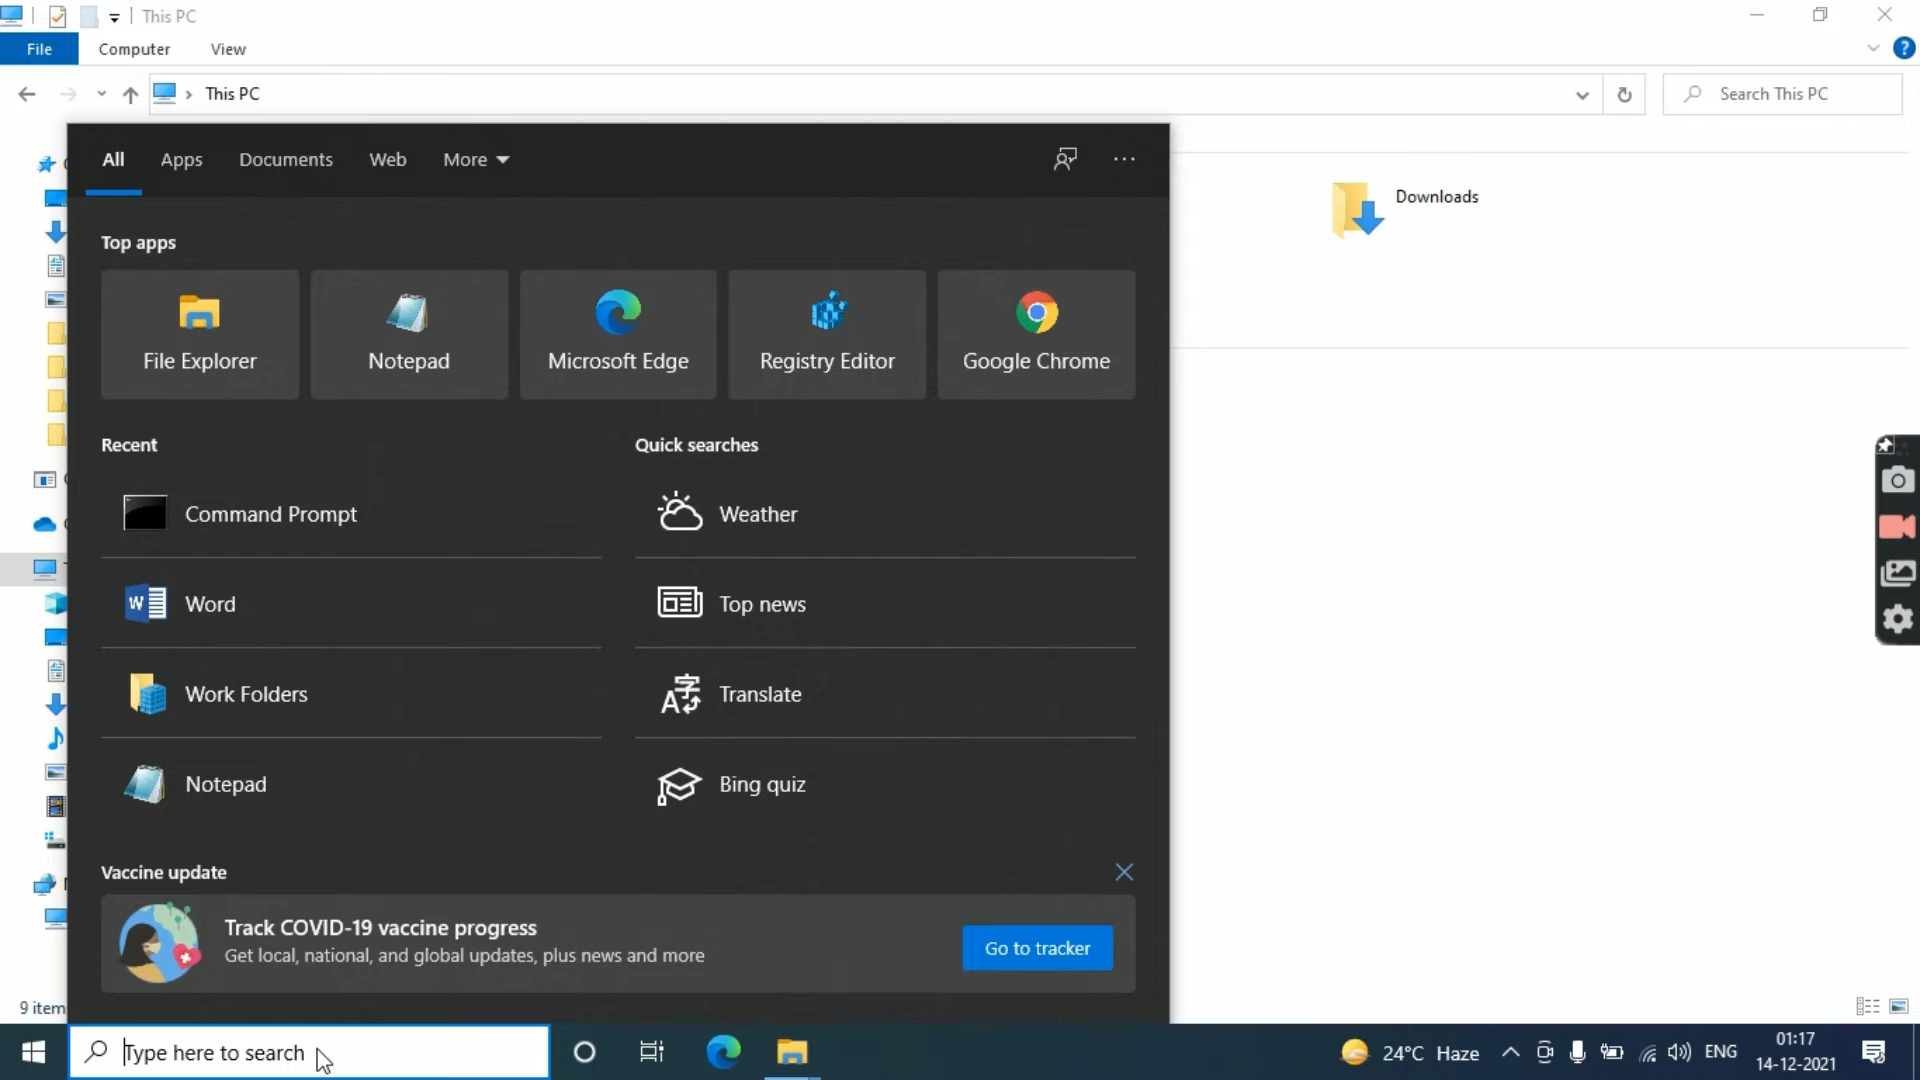 This PC
File Computer View
This PC
Search This PC
All Apps Documents Web More
Downloads
Top apps
File Explorer Notepad Microsoft Edge Registry Editor Google Chrome
Recent Quick searches
Command Prompt Weather
Word Top news
Work Folders Translate
Notepad Bing quiz
Vaccine update
Track COVID-19 vaccine progress
Get local, national, and global updates, plus news and more
Go to tracker
9 item
Type here to search
24°C Haze
ENG
01:17
14-12-2021